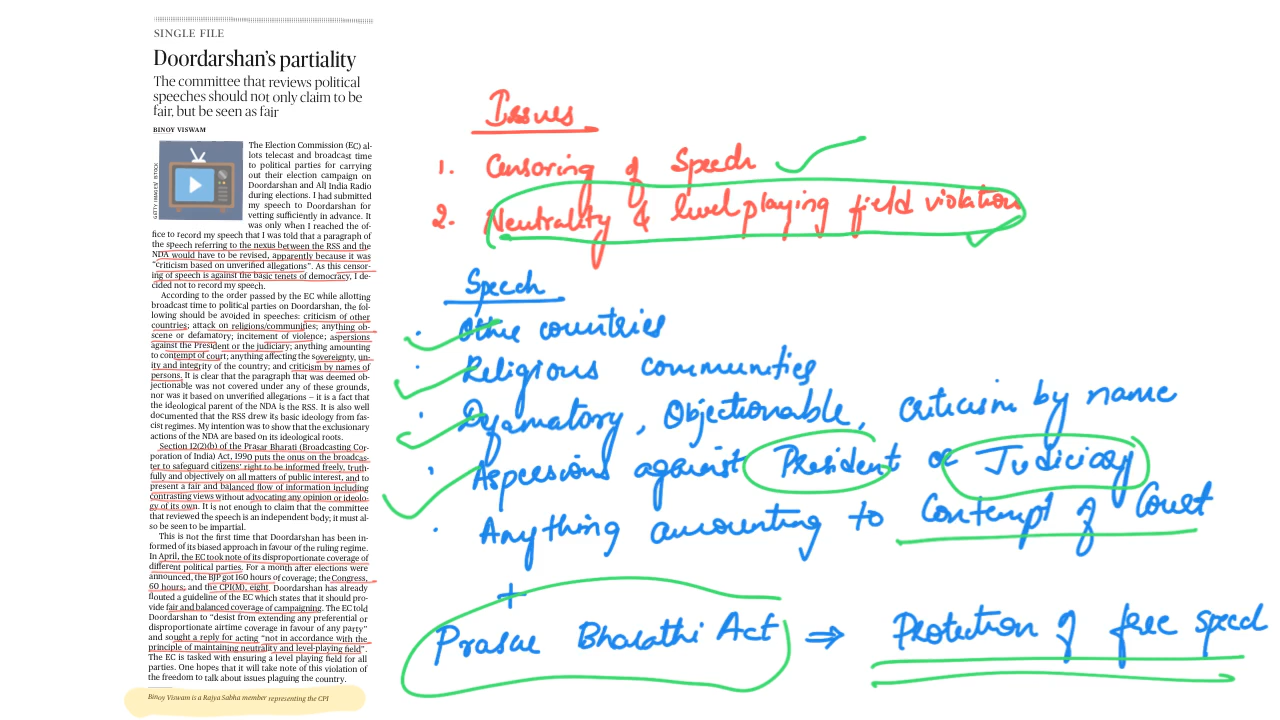 SINGLE FILE
Doordarshan's partiality
The committee that reviews political
speeches should not only claim to be
fair, but be seen as fair
BINOY VISWAM
GETTY IMAGES/ISTOCK
The Election Commission (EC) al-
lots telecast and broadcast time
to political parties for carrying
out their election campaign on
Doordarshan and All India Radio
during elections. I had submitted
my speech to Doordarshan for
vetting sufficiently in advance. It
was only when I reached the of-
fice to record my speech that I was told that a paragraph of
the speech referring to the nexus between the RSS and the
NDA would have to be revised, apparently because it was
"criticism based on unverified allegations". As this censor-
ing of speech is against the basic tenets of democracy, I de-
cided not to record my speech.
According to the order passed by the EC while allotting
broadcast time to political parties on Doordarshan, the fol-
lowing should be avoided in speeches: criticism of other
countries; attack on religions/communities; anything ob-
scene or defamatory; incitement of violence; aspersions
against the President or the judiciary; anything amounting
to contempt of court; anything affecting the sovereignty, un-
ity and integrity of the country; and criticism by names of
persons. It is clear that the paragraph that was deemed ob-
jectionable was not covered under any of these grounds,
nor was it based on unverified allegations – it is a fact that
the ideological parent of the NDA is the RSS. It is also well
documented that the RSS drew its basic ideology from fas-
cist regimes. My intention was to show that the exclusionary
actions of the NDA are based on its ideological roots.
Section 12(2)(b) of the Prasar Bharati (Broadcasting Cor-
poration of India) Act, 1990 puts the onus on the broadcas-
ter to safeguard citizens' right to be informed freely, truth-
fully and objectively on all matters of public interest, and to
present a fair and balanced flow of information including
contrasting views without advocating any opinion or ideolo-
gy of its own. It is not enough to claim that the committee
that reviewed the speech is an independent body; it must al-
so be seen to be impartial.
This is not the first time that Doordarshan has been in-
formed of its biased approach in favour of the ruling regime.
In April, the EC took note of its disproportionate coverage of
different political parties. For a month after elections were
announced, the BJP got 160 hours of coverage; the Congress,
60 hours; and the CPI(M), eight. Doordarshan has already
flouted a guideline of the EC which states that it should pro-
vide fair and balanced coverage of campaigning. The EC told
Doordarshan to "desist from extending any preferential or
disproportionate airtime coverage in favour of any party"
and sought a reply for acting "not in accordance with the
principle of maintaining neutrality and level-playing field".
The EC is tasked with ensuring a level playing field for all
parties. One hopes that it will take note of this violation of
the freedom to talk about issues plaguing the country.
Binoy Viswam is a Rajya Sabha member representing the CPI
Issues
1. Censoring of Speech
2. Neutrality & level playing field violation
Speech
• Other countries
• Religious communities
• Defamatory, Objectionable, criticism by name
• Aspersions against President or Judiciary
• Anything amounting to Contempt of Court
+
Prasar Bharathi Act ⇒ Protection of free speech